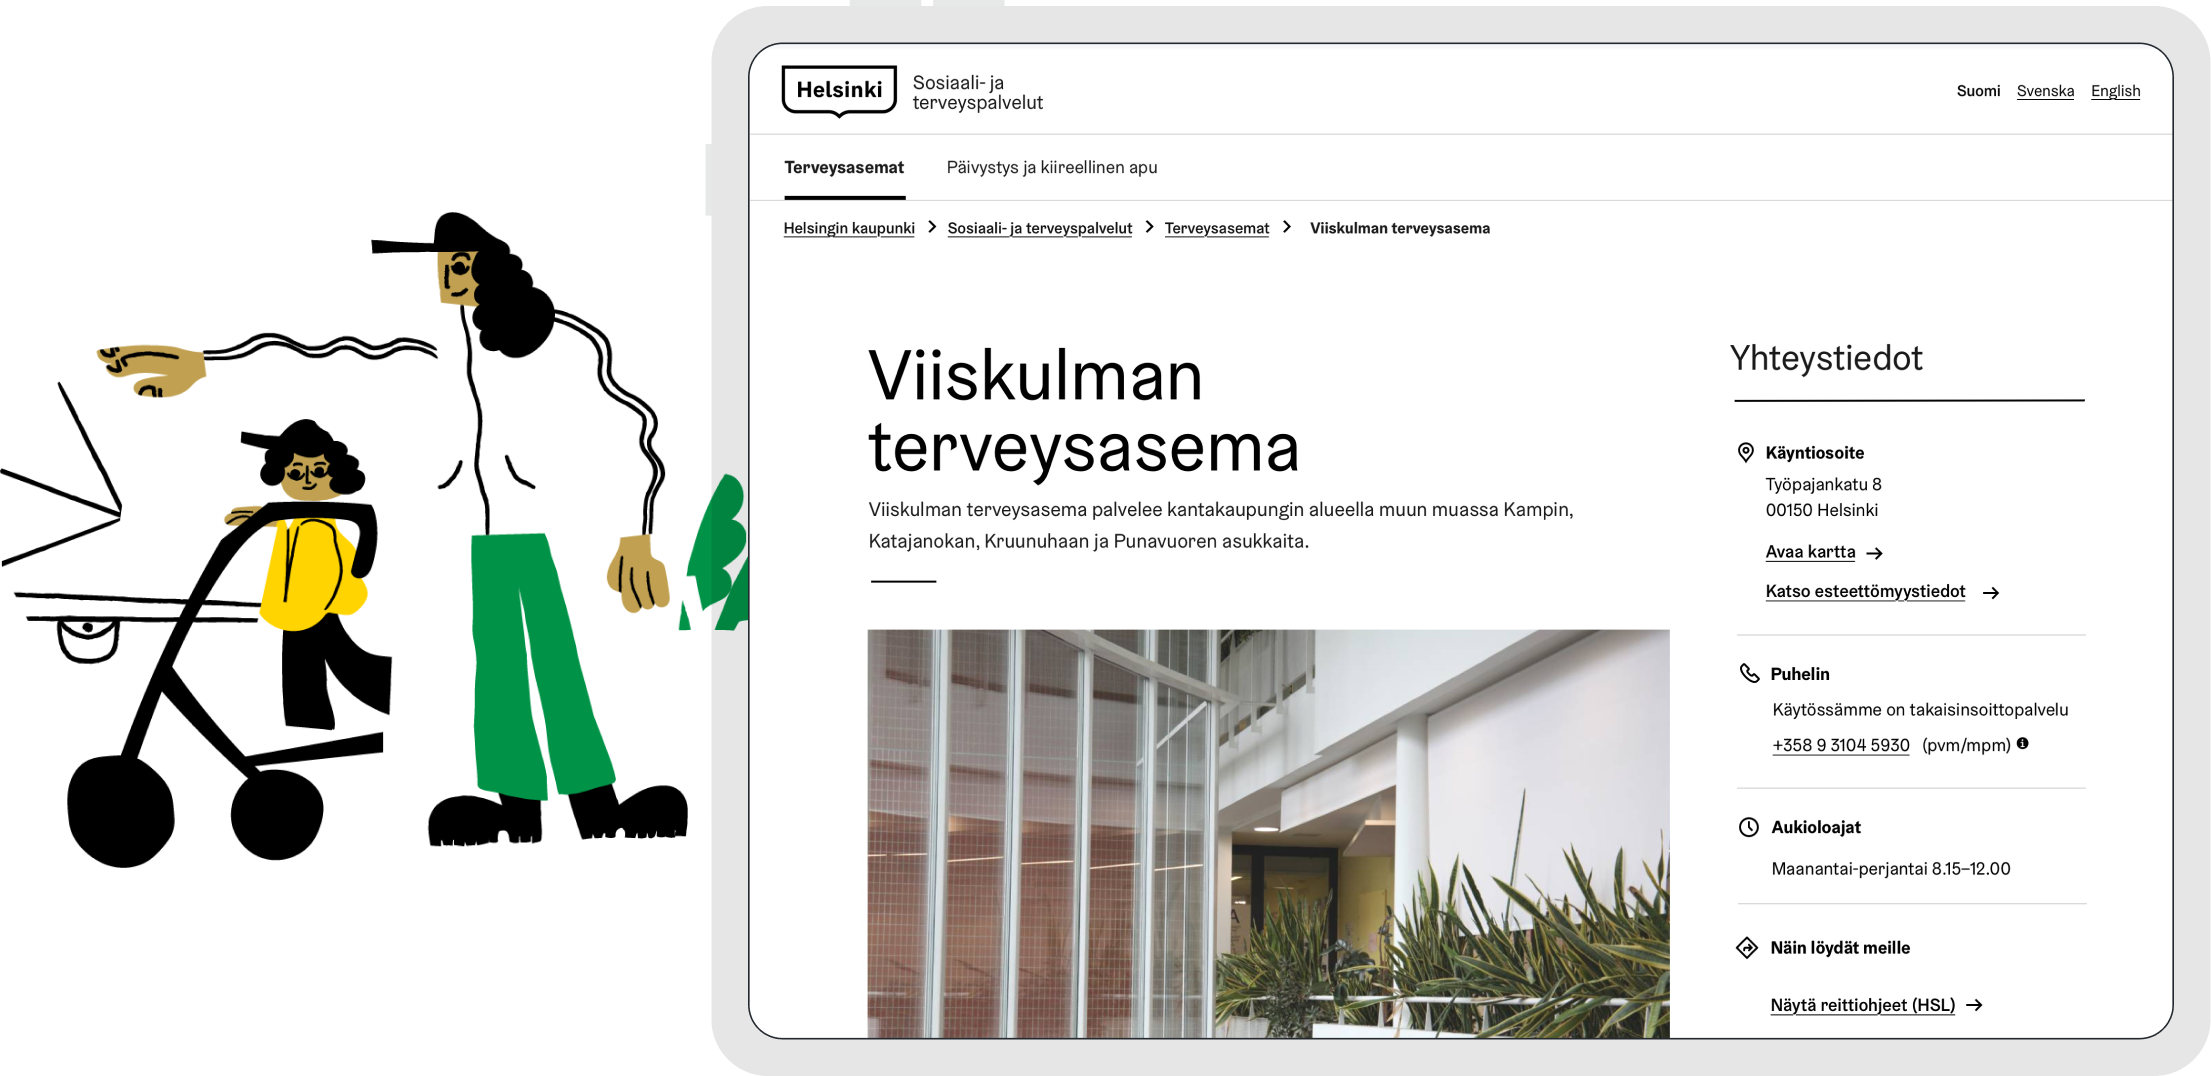 Helsinki
Sosiaali- ja
terveyspalvelut
Suomi Svenska English
Terveysasemat Päivystys ja kiireellinen apu
Helsingin kaupunki > Sosiaali- ja terveyspalvelut > Terveysasemat > Viiskulman terveysasema
Viiskulman
terveysasema
Viiskulman terveysasema palvelee kantakaupungin alueella muun muassa Kampin,
Katajanokan, Kruunuhaan ja Punavuoren asukkaita.
Yhteystiedot
Käyntiosoite
Työpajankatu 8
00150 Helsinki
Avaa kartta →
Katso esteettömyystiedot →
Puhelin
Käytössämme on takaisinsoittopalvelu
+358 9 3104 5930 (pvm/mpm)
Aukioloajat
Maanantai-perjantai 8.15–12.00
Näin löydät meille
Näytä reittiohjeet (HSL) →